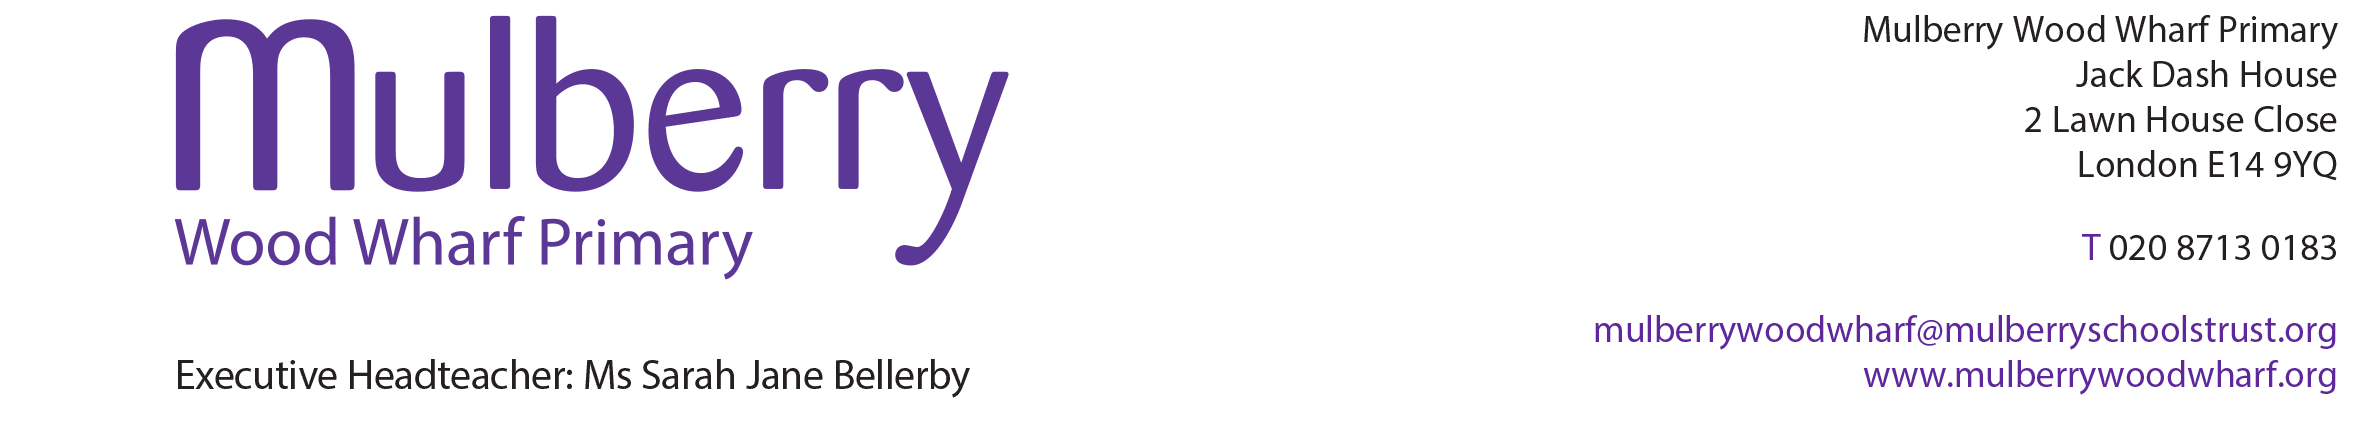 Mulberry
Wood Wharf Primary
Executive Headteacher: Ms Sarah Jane Bellerby
Mulberry Wood Wharf Primary
Jack Dash House
2 Lawn House Close
London E14 9YQ
T 020 8713 0183
mulberrywoodwharf@mulberryschoolstrust.org
www.mulberrywoodwharf.org